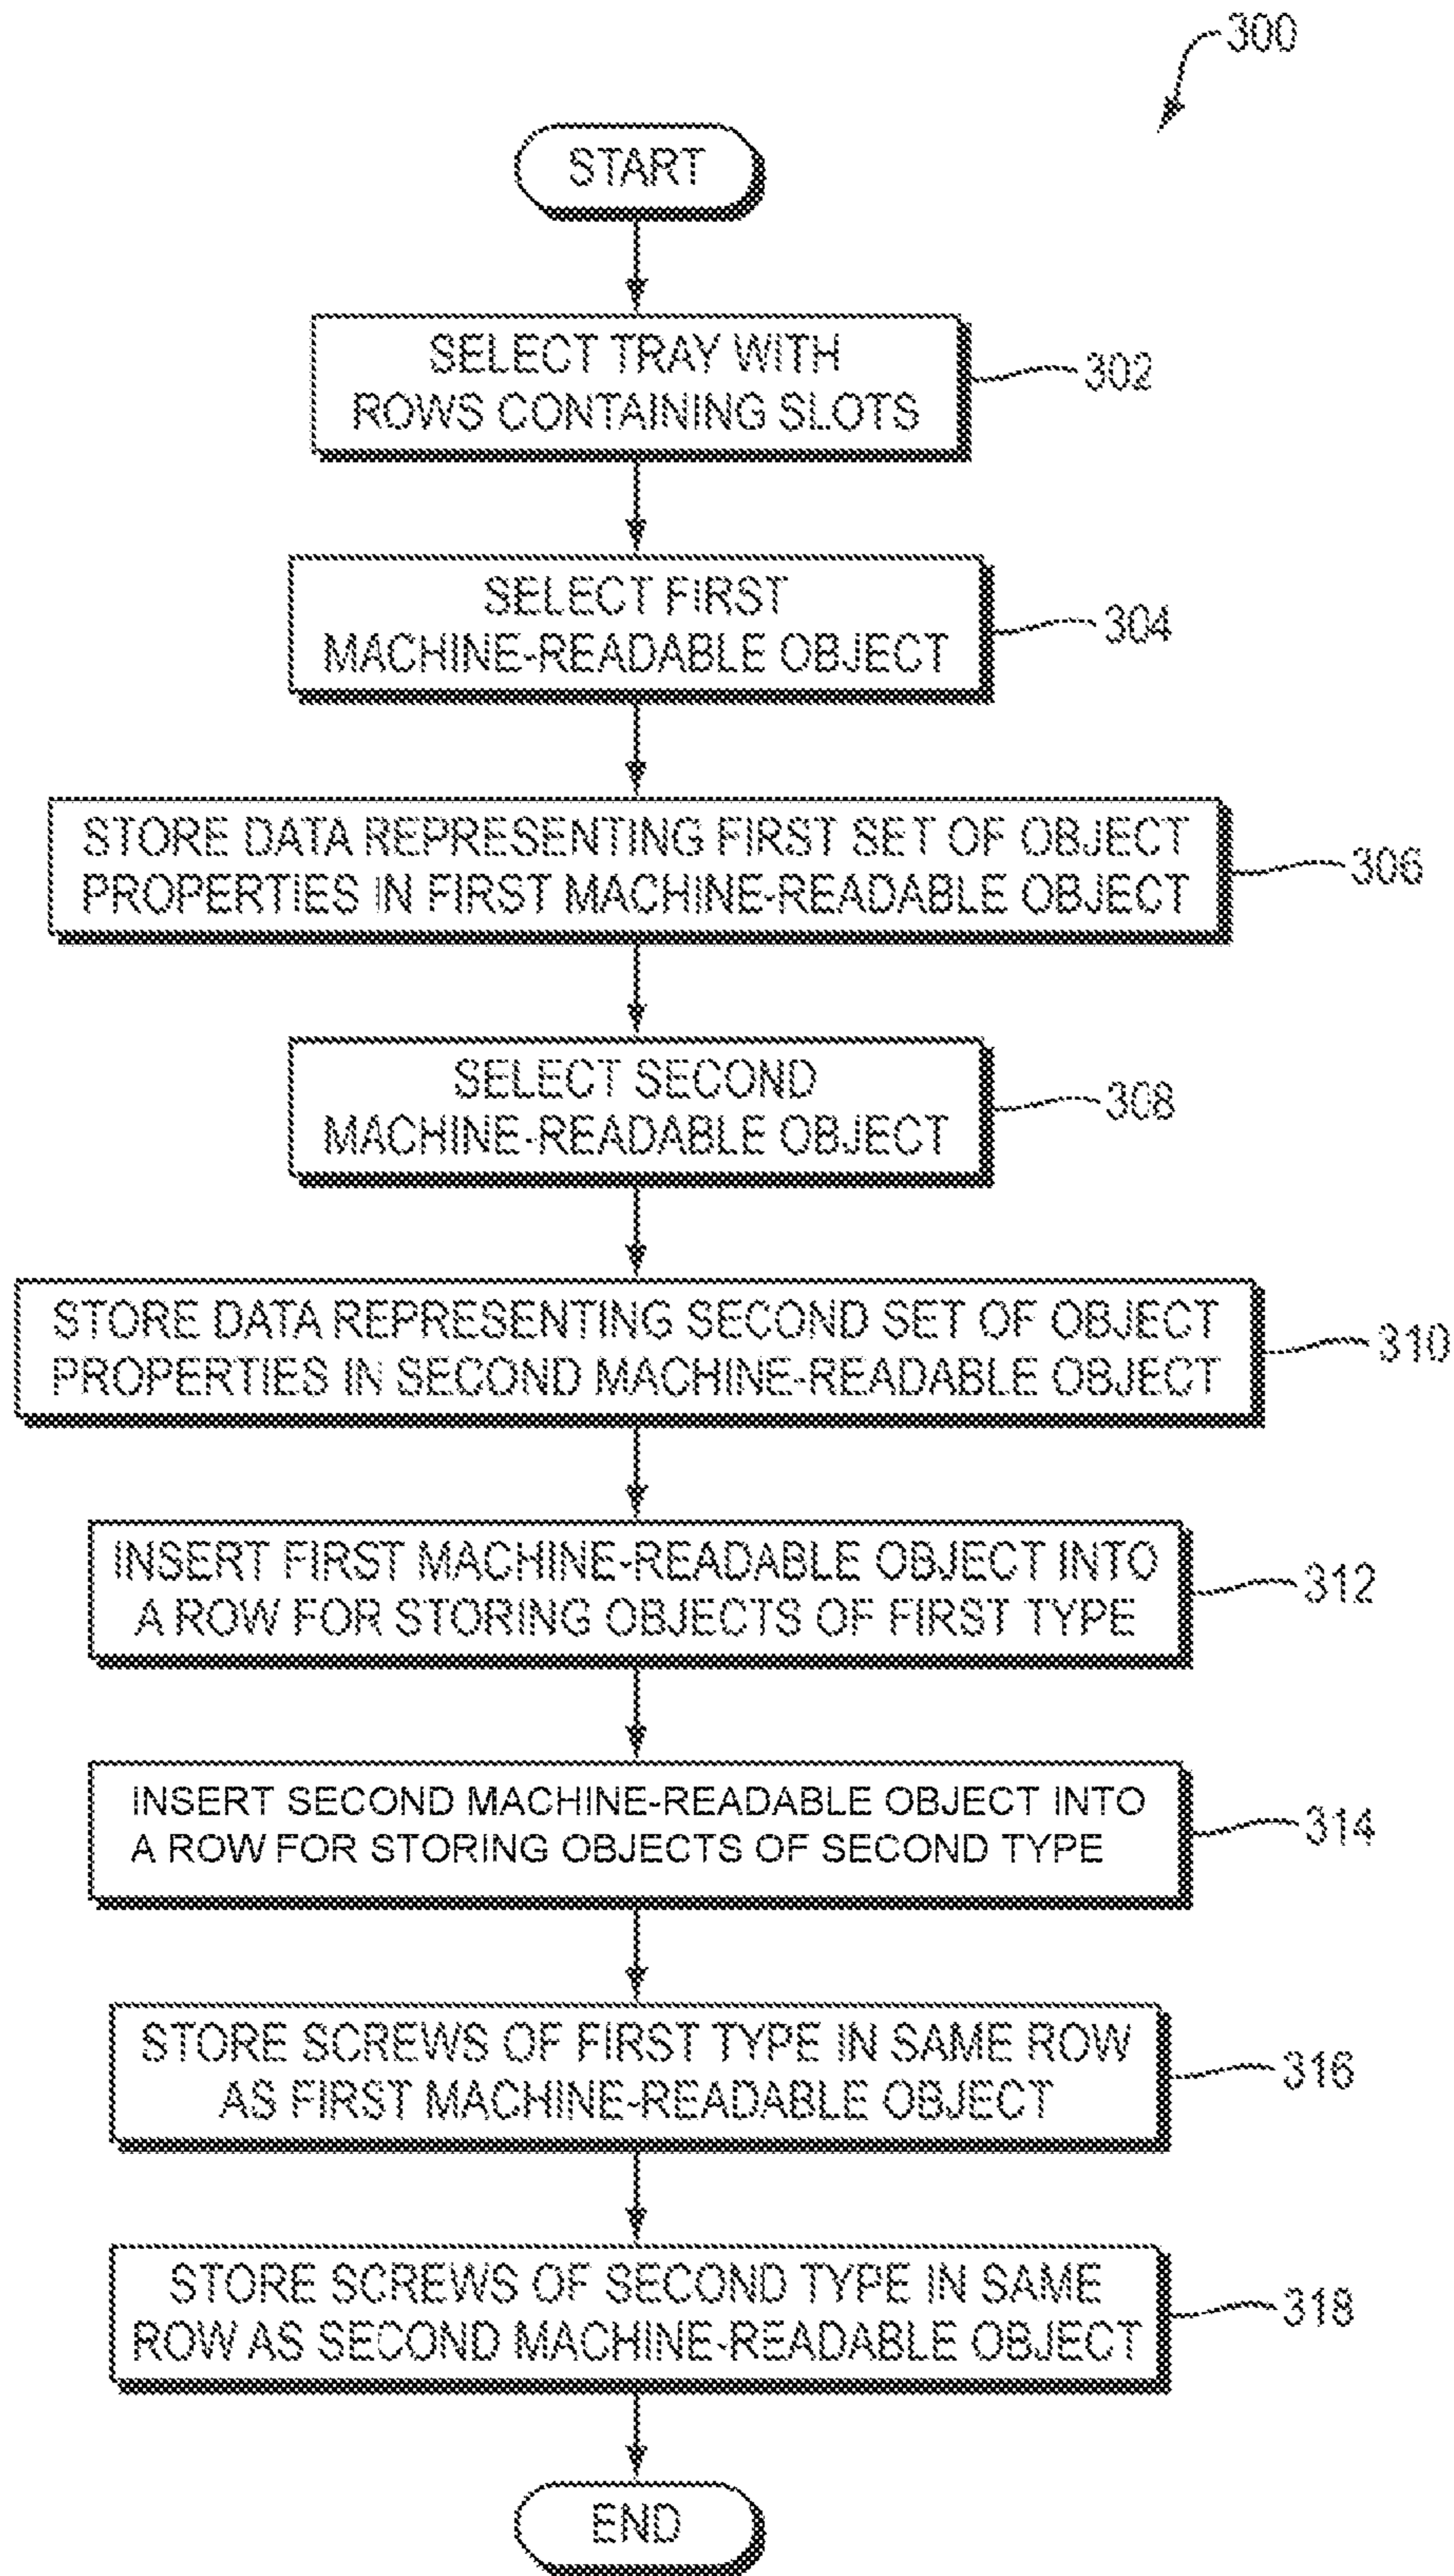 300
START
SELECT TRAY WITH
ROWS CONTAINING SLOTS
302
SELECT FIRST
MACHINE-READABLE OBJECT
304
STORE DATA REPRESENTING FIRST SET OF OBJECT
PROPERTIES IN FIRST MACHINE-READABLE OBJECT
306
SELECT SECOND
MACHINE-READABLE OBJECT
308
STORE DATA REPRESENTING SECOND SET OF OBJECT
PROPERTIES IN SECOND MACHINE-READABLE OBJECT
310
INSERT FIRST MACHINE-READABLE OBJECT INTO
A ROW FOR STORING OBJECTS OF FIRST TYPE
312
INSERT SECOND MACHINE-READABLE OBJECT INTO
A ROW FOR STORING OBJECTS OF SECOND TYPE
314
STORE SCREWS OF FIRST TYPE IN SAME ROW
AS FIRST MACHINE-READABLE OBJECT
316
STORE SCREWS OF SECOND TYPE IN SAME
ROW AS SECOND MACHINE-READABLE OBJECT
318
END